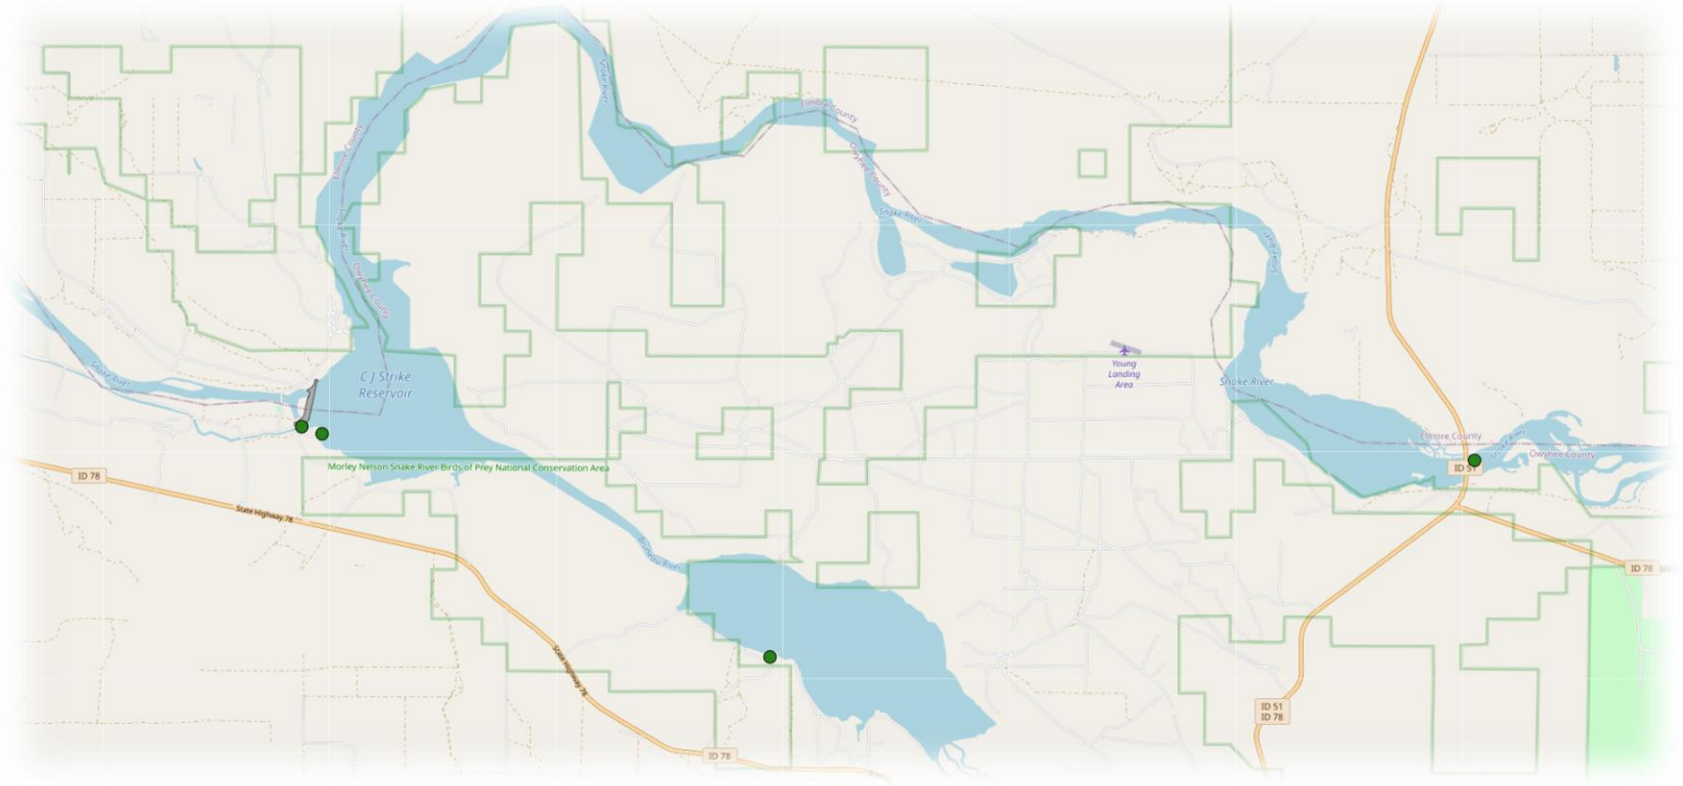 Snake River
Elmore County
Elmore County
Owyhee County
Snake River
Snake River
Snake River
Owyhee County
Young
Landing
Area
Snake River
Snake River
C J Strike
Reservoir
Elmore County
Snake River
Owyhee County
ID 51
Morley Nelson Snake River Birds of Prey National Conservation Area
ID 78
State Highway 78
Bruneau River
ID 78
State Highway 78
ID 51
ID 78
ID 78